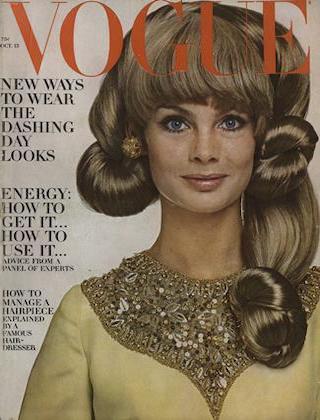 VOGUE
75c
OCT. 15
NEW WAYS
TO WEAR
THE
DASHING
DAY
LOOKS
ENERGY:
HOW TO
GET IT...
HOW TO
USE IT...
ADVICE FROM A
PANEL OF EXPERTS
HOW TO
MANAGE A
HAIRPIECE
EXPLAINED
BY A
FAMOUS
HAIR-
DRESSER